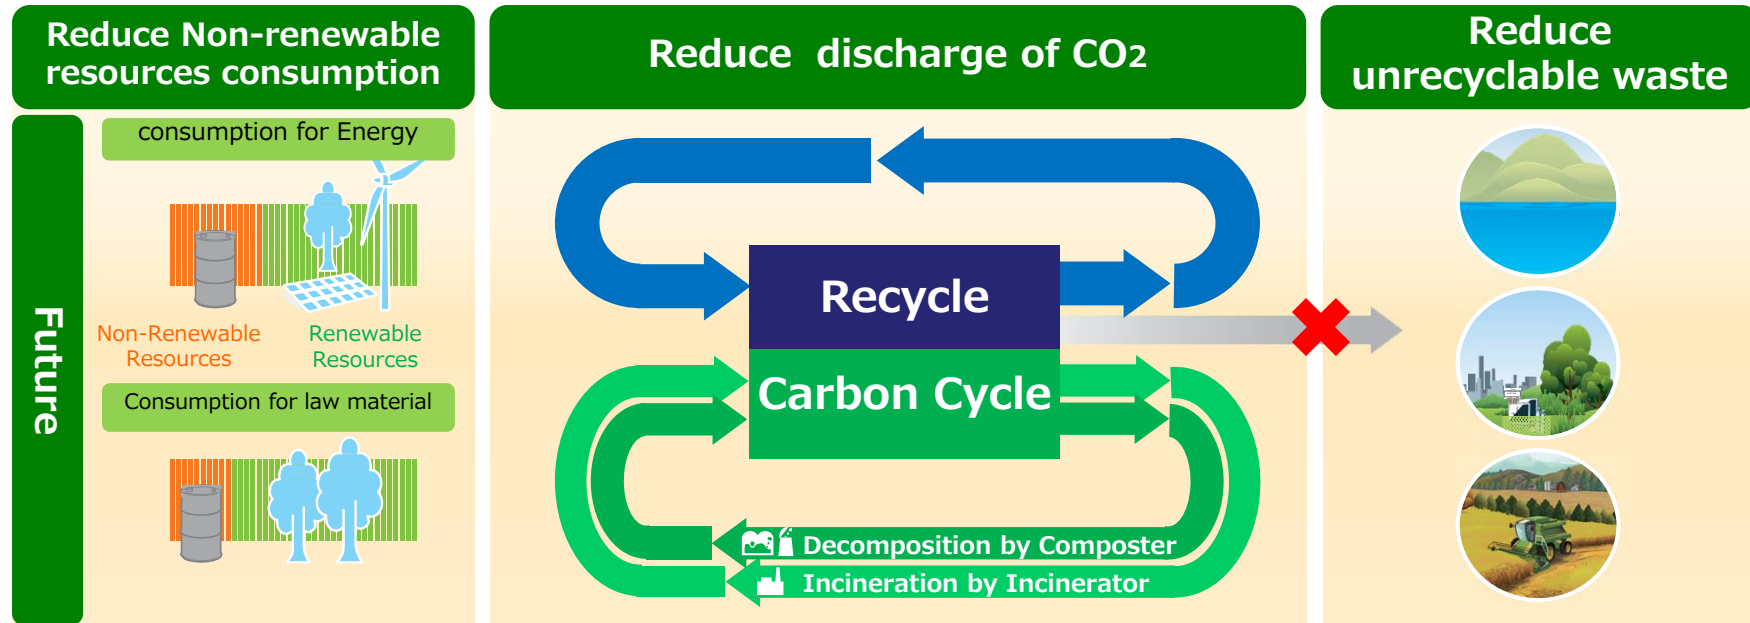 Reduce Non-renewable
resources consumption
Reduce discharge of CO2
Reduce
unrecyclable waste
Future
consumption for Energy
Non-Renewable
Resources
Renewable
Resources
Consumption for law material
Recycle
Carbon Cycle
Decomposition by Composter
Incineration by Incinerator